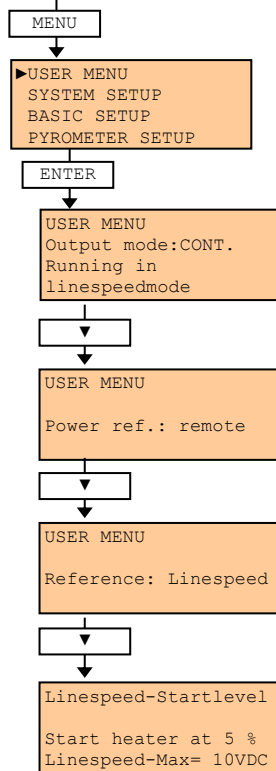 MENU
►USER MENU
SYSTEM SETUP
BASIC SETUP
PYROMETER SETUP
ENTER
USER MENU
Output mode:CONT.
Running in
linespeedmode
▼
USER MENU
Power ref.: remote
▼
USER MENU
Reference: Linespeed
▼
Linespeed-Startlevel
Start heater at 5 %
Linespeed-Max= 10VDC